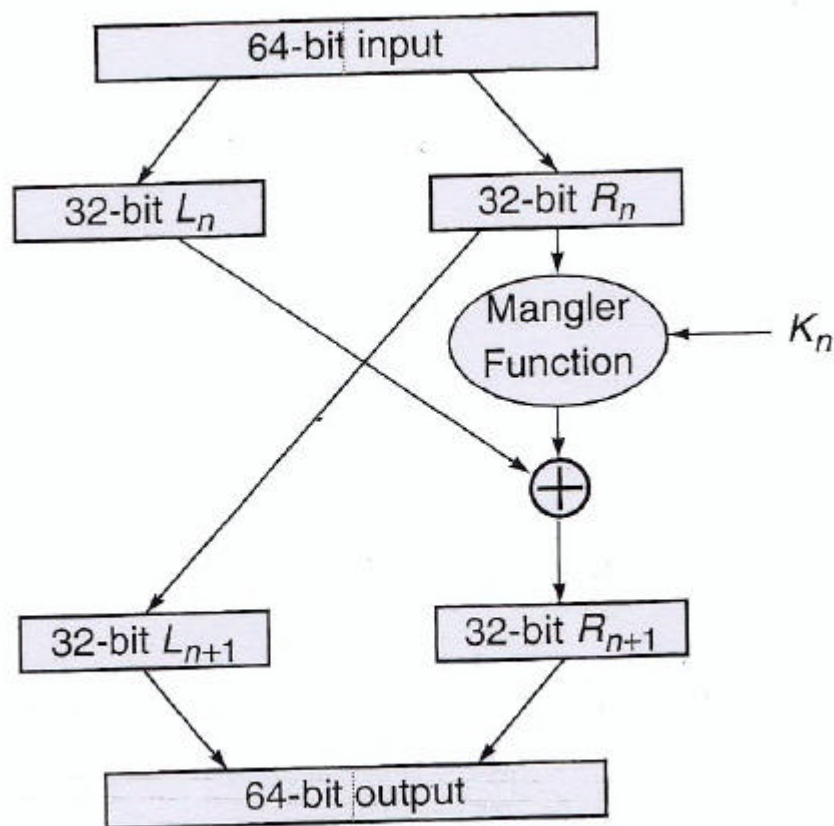 64-bit input
32-bit Lₙ
32-bit Rₙ
Mangler
Function
Kₙ
32-bit Lₙ₊₁
32-bit Rₙ₊₁
64-bit output